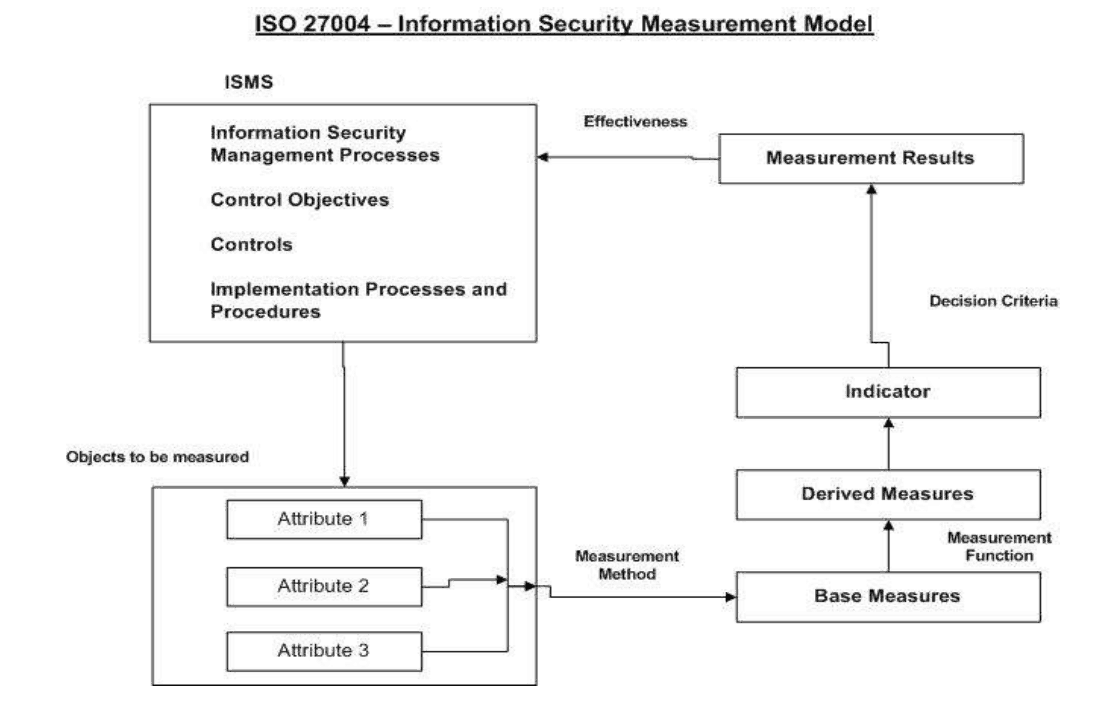 ISO 27004 – Information Security Measurement Model
ISMS
Information Security
Management Processes
Control Objectives
Controls
Implementation Processes and
Procedures
Effectiveness
Measurement Results
Decision Criteria
Indicator
Objects to be measured
Derived Measures
Attribute 1
Attribute 2
Attribute 3
Measurement
Method
Measurement
Function
Base Measures